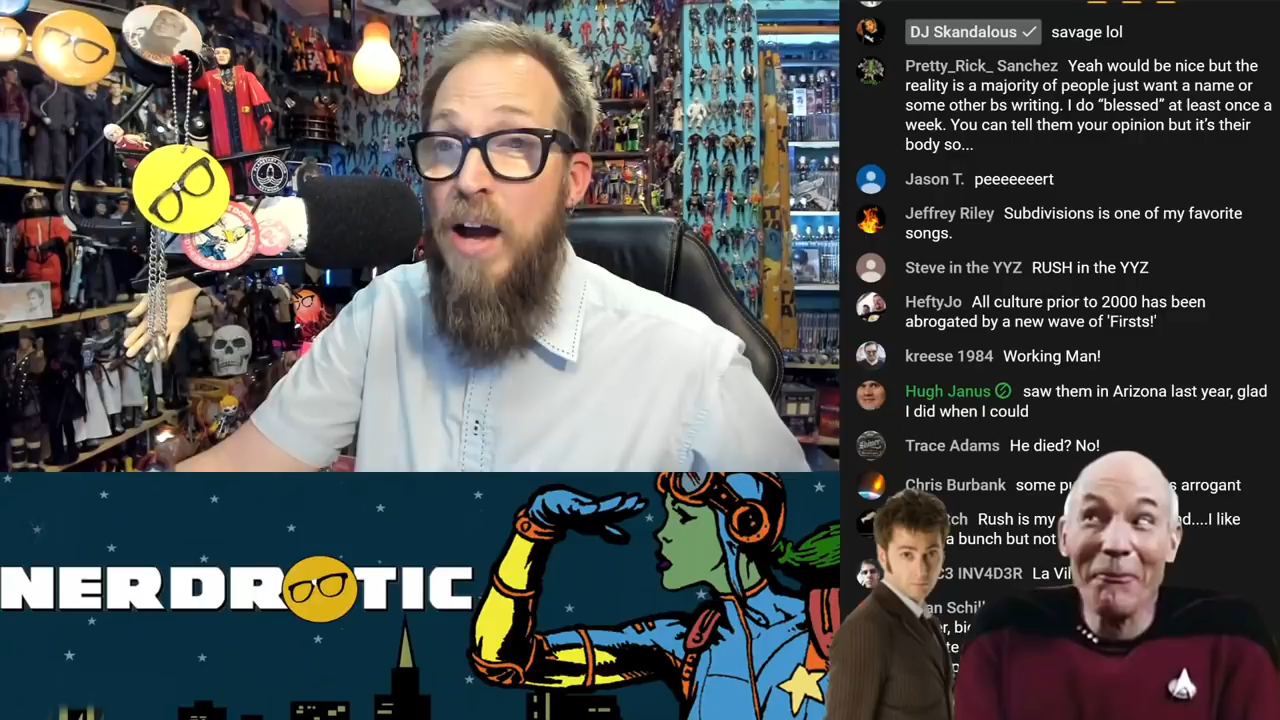 DJ Skandalous savage lol
Pretty_Rick_ Sanchez Yeah would be nice but the
reality is a majority of people just want a name or
some other bs writing. I do “blessed” at least once a
week. You can tell them your opinion but it’s their
body so...
Jason T. peeeeeeert
Jeffrey Riley Subdivisions is one of my favorite
songs.
Steve in the YYZ RUSH in the YYZ
HeftyJo All culture prior to 2000 has been
abrogated by a new wave of 'Firsts!'
kreese 1984 Working Man!
Hugh Janus saw them in Arizona last year, glad
I did when I could
Trace Adams He died? No!
Chris Burbank some arrogant
Rush is my I like
a bunch but not
INV4D3R La
NERDROTIC